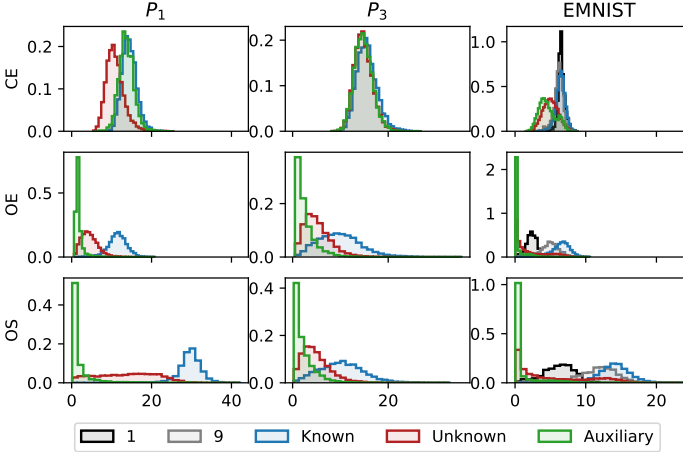 P₁ P₃ EMNIST
CE 0.2 0.1 0.0 0.2 0.1 0.0 1.0 0.5 0.0
OE 0.5 0.0 0.2 0.0 2 1 0
OS 0.4 0.2 0.0 0.4 0.2 0.0 1.0 0.5 0.0
0 20 40 0 20 0 20
1 9 Known Unknown Auxiliary